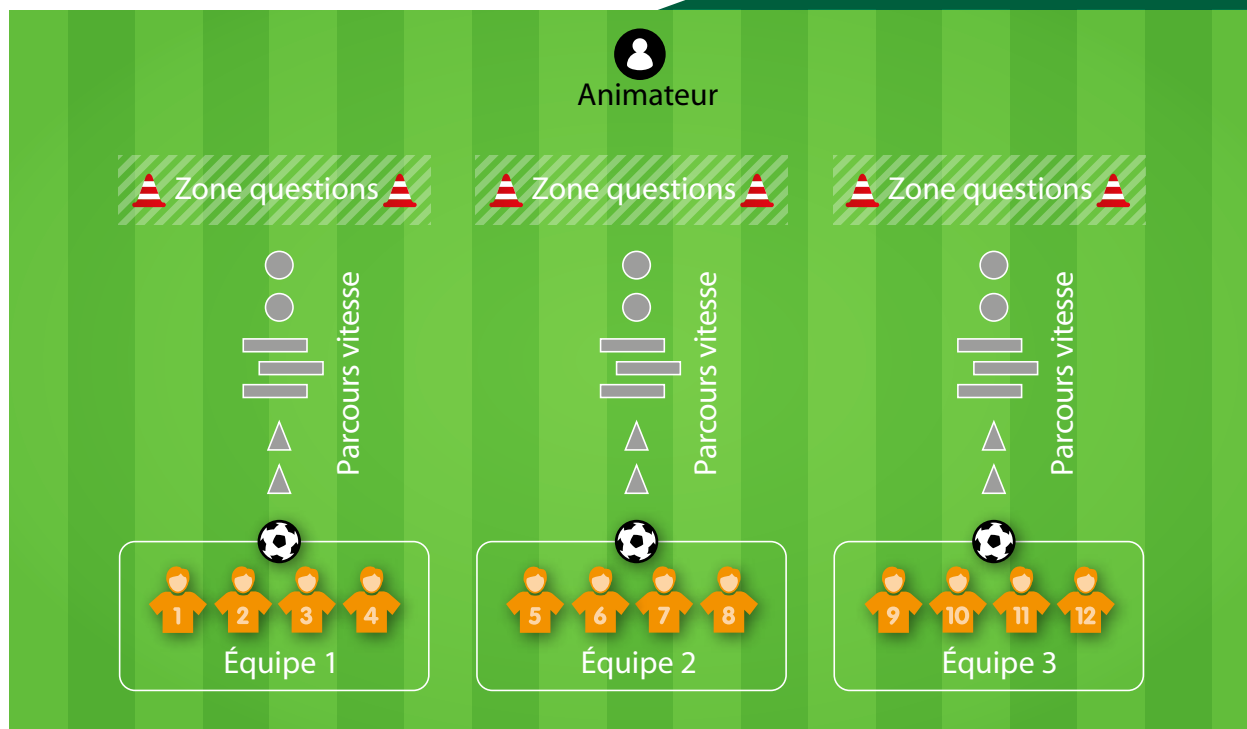 Animateur
Zone questions
Zone questions
Zone questions
Parcours vitesse
Parcours vitesse
Parcours vitesse
1 2 3 4
5 6 7 8
9 10 11 12
Équipe 1
Équipe 2
Équipe 3